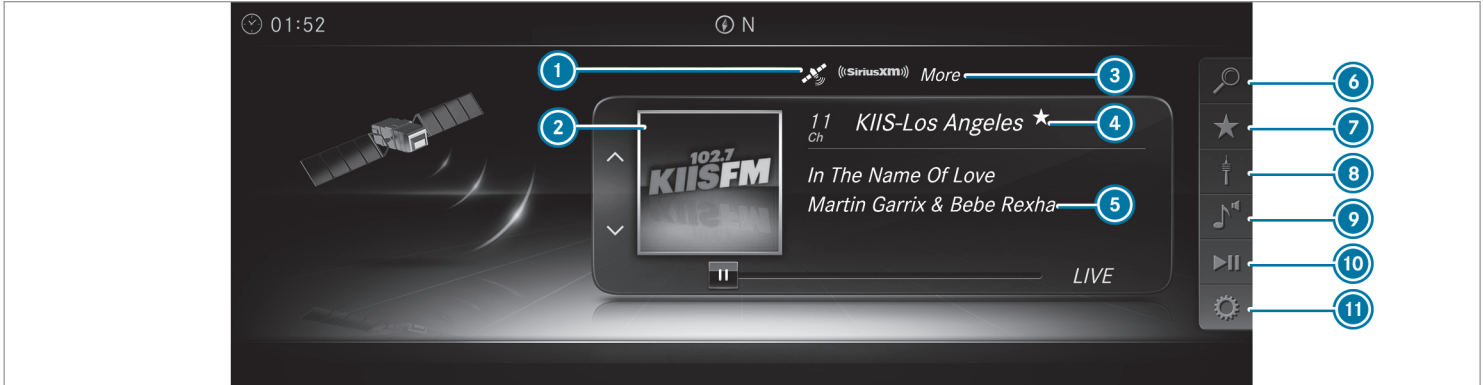 01:52 N
1 ((SiriusXM)) More 3
6
2 11 KIIS-Los Angeles 4
Ch
7
102.7
KIISFM
In The Name Of Love
8
Martin Garrix & Bebe Rexha 5
9
LIVE
10
11